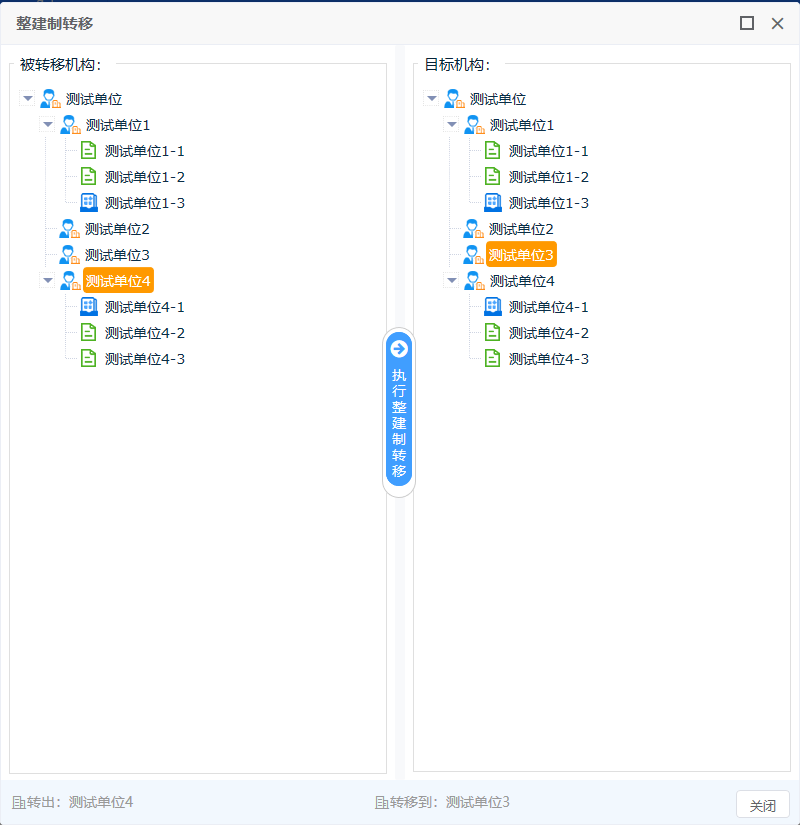 整建制转移
被转移机构：
测试单位
测试单位1
测试单位1-1
测试单位1-2
测试单位1-3
测试单位2
测试单位3
测试单位4
测试单位4-1
测试单位4-2
测试单位4-3
执行整建制转移
目标机构：
测试单位
测试单位1
测试单位1-1
测试单位1-2
测试单位1-3
测试单位2
测试单位3
测试单位4
测试单位4-1
测试单位4-2
测试单位4-3
转出：测试单位4
转移到：测试单位3
关闭